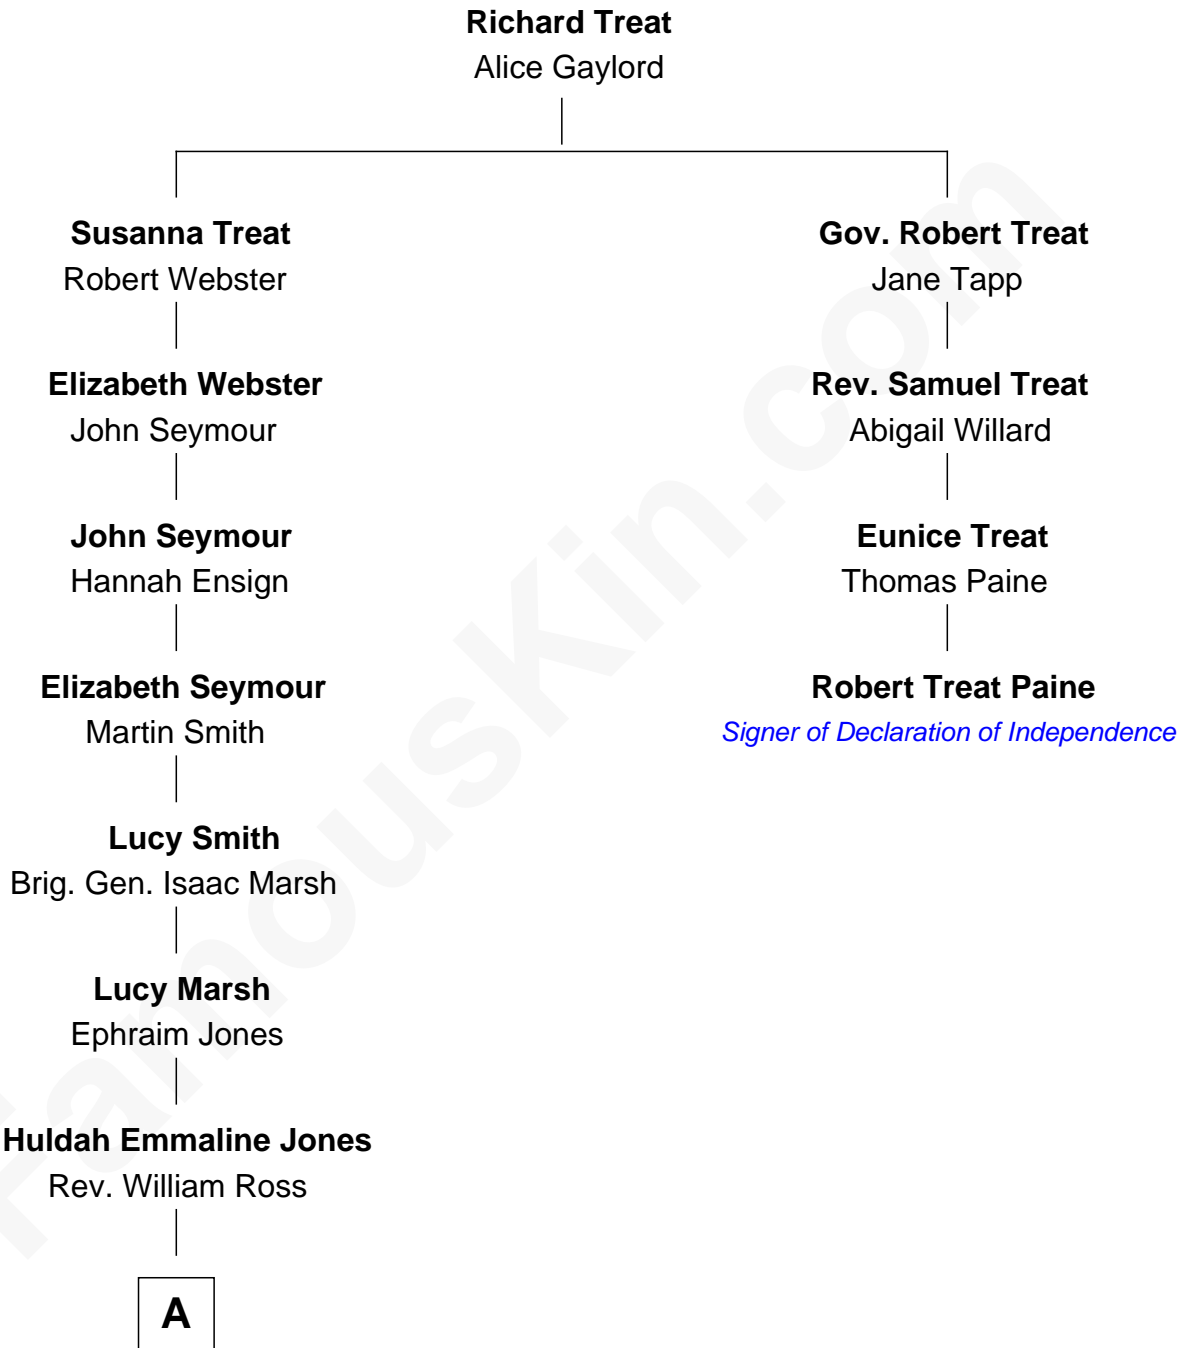 Richard Treat
Alice Gaylord
Susanna Treat
Robert Webster
Gov. Robert Treat
Jane Tapp
Elizabeth Webster
John Seymour
Rev. Samuel Treat
Abigail Willard
John Seymour
Hannah Ensign
Eunice Treat
Thomas Paine
Elizabeth Seymour
Martin Smith
Robert Treat Paine
Signer of Declaration of Independence
Lucy Smith
Brig. Gen. Isaac Marsh
Lucy Marsh
Ephraim Jones
Huldah Emmaline Jones
Rev. William Ross
A
FamousKin.com